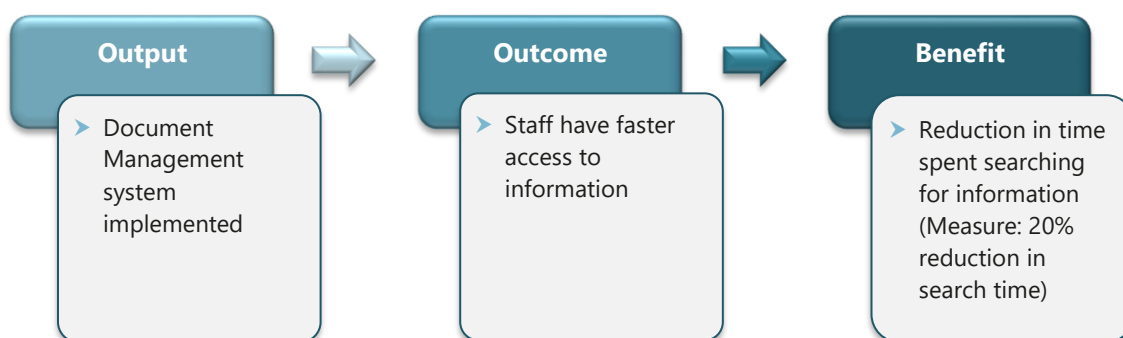 Output
Document
Management
system
implemented
Outcome
Staff have faster
access to
information
Benefit
Reduction in time
spent searching
for information
(Measure: 20%
reduction in
search time)